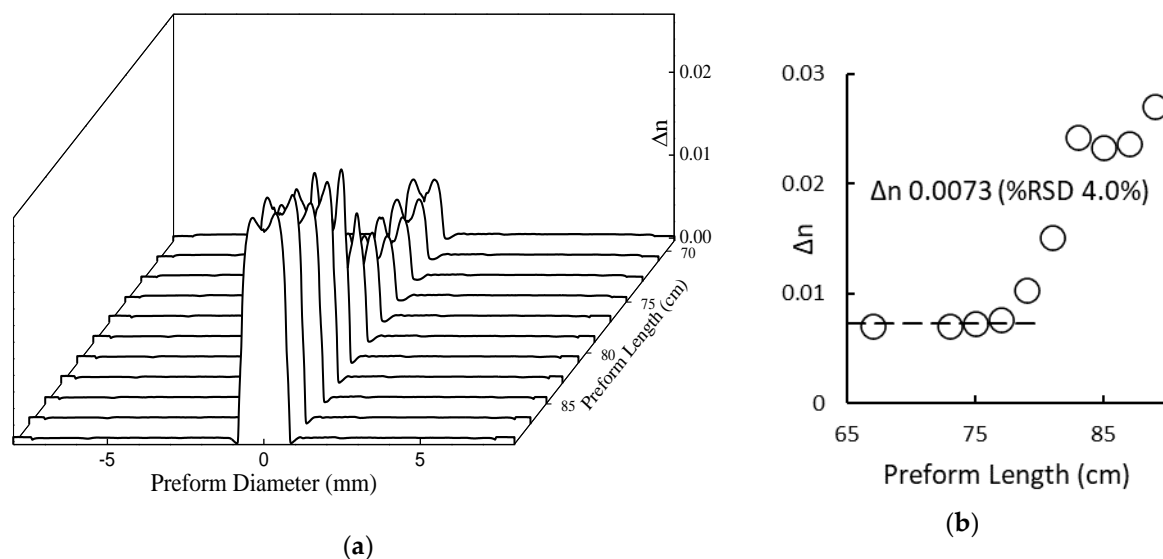 0.02
0.01
0.00
Δn
70
75
80
85
Preform Length (cm)
-5
0
5
Preform Diameter (mm)
(a)
0.03
0.02
0.01
0
Δn
Δn 0.0073 (%RSD 4.0%)
65
75
85
Preform Length (cm)
(b)